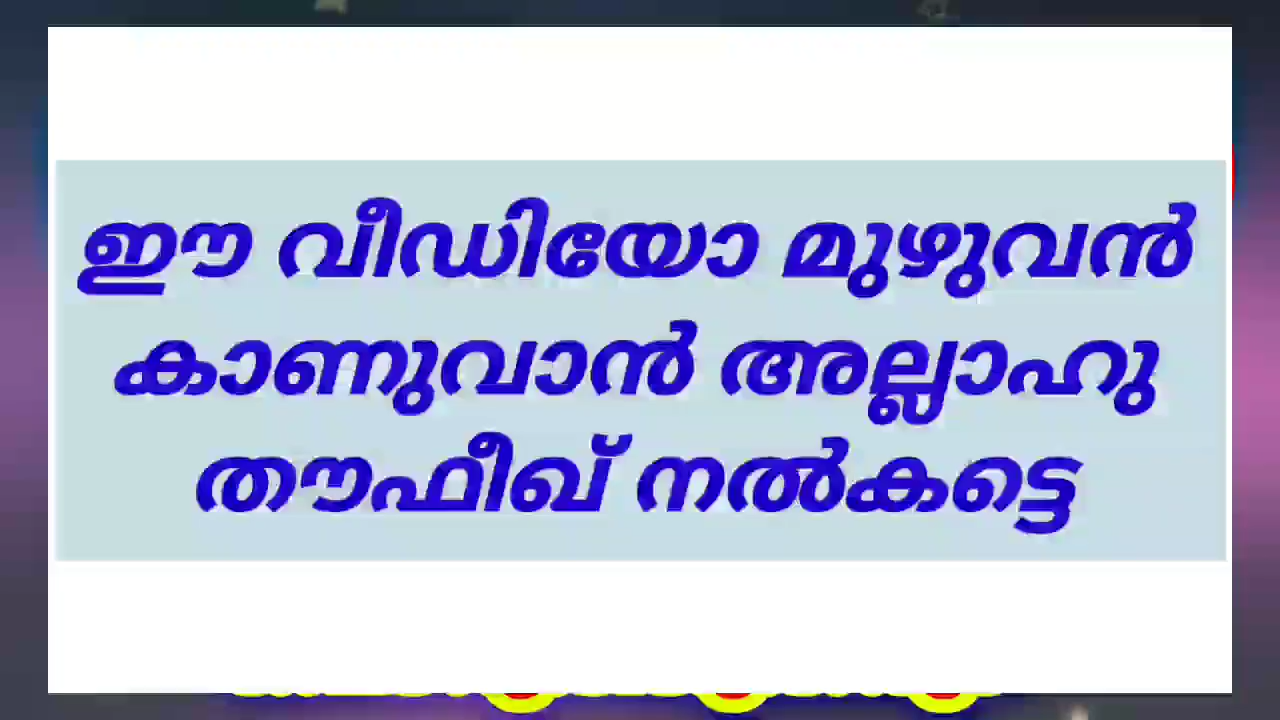 ഈ വീഡിയോ മുഴുവൻ
കാണുവാൻ അല്ലാഹു
തൗഫീഖ് നൽകട്ടെ